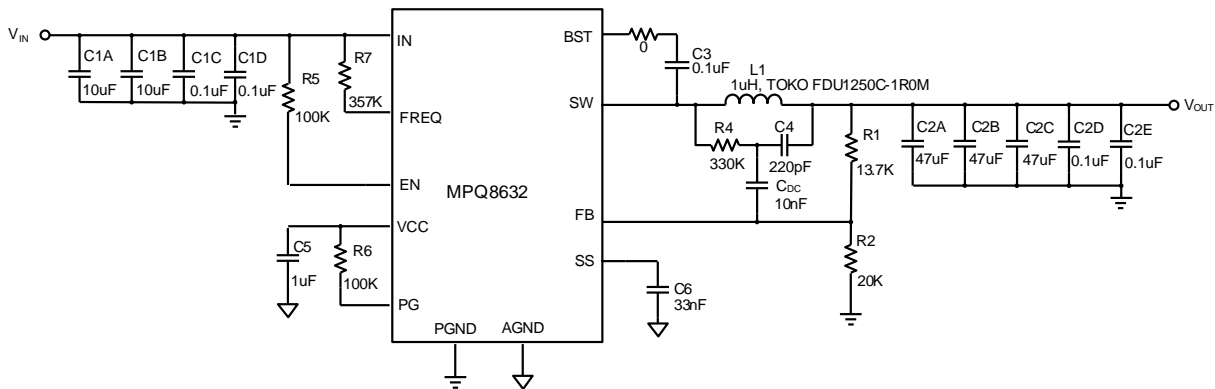 VIN
C1A
10uF
C1B
10uF
C1C
0.1uF
C1D
0.1uF
R5
100K
R7
357K
IN
FREQ
EN
VCC
PG
C5
1uF
R6
100K
MPQ8632
PGND
AGND
BST
SW
FB
SS
0
C3
0.1uF
L1
1uH, TOKO FDU1250C-1R0M
R4
330K
C4
220pF
CDC
10nF
R1
13.7K
R2
20K
C6
33nF
C2A
47uF
C2B
47uF
C2C
47uF
C2D
0.1uF
C2E
0.1uF
VOUT